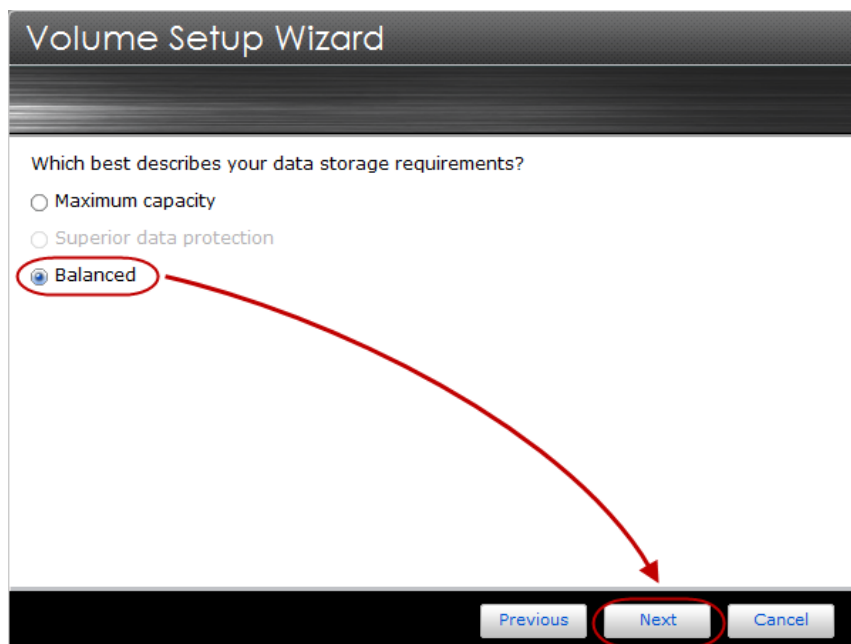 Volume Setup Wizard
Which best describes your data storage requirements?
Maximum capacity
Superior data protection
Balanced
Previous Next Cancel